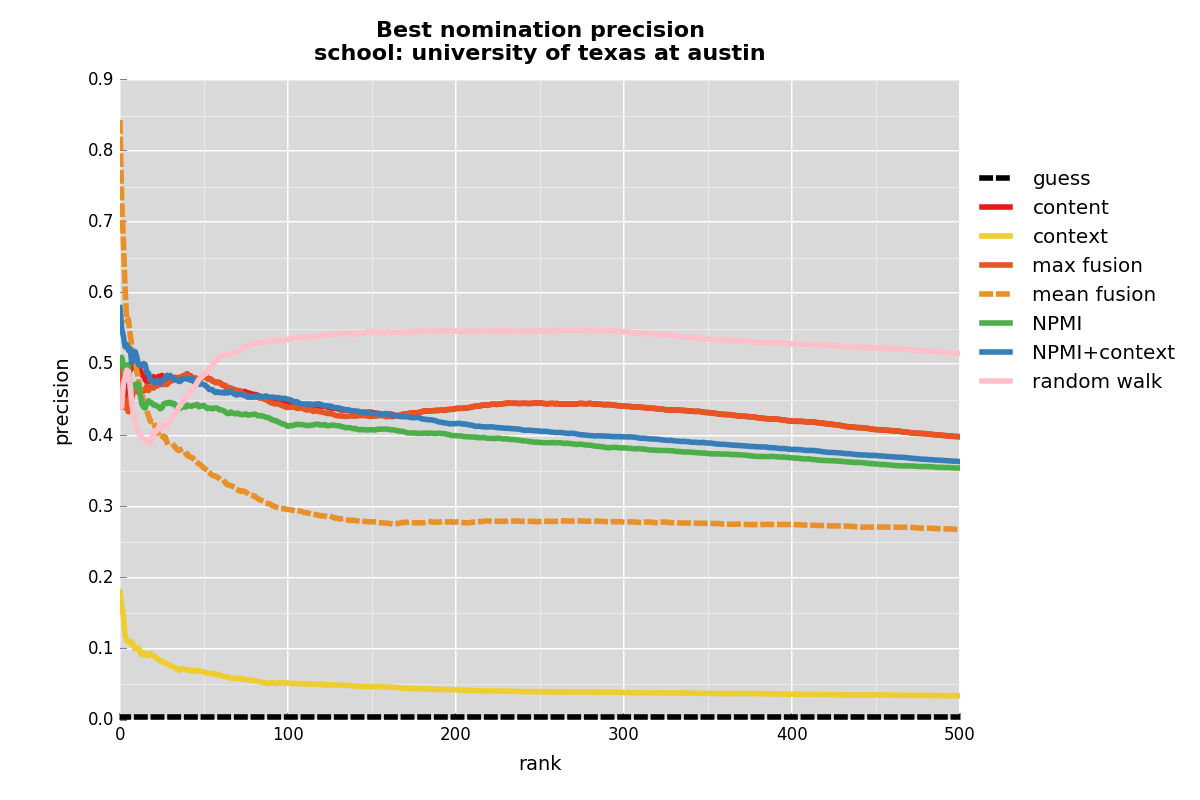 Best nomination precision
school: university of texas at austin
precision
0.9
0.8
0.7
0.6
0.5
0.4
0.3
0.2
0.1
0.0
0 100 200 300 400 500
rank
guess
content
context
max fusion
mean fusion
NPMI
NPMI+context
random walk